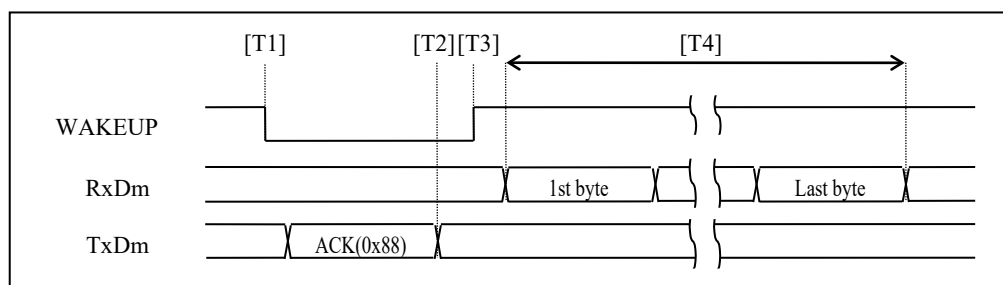 [T1] [T2] [T3] [T4]
WAKEUP
RxDm 1st byte Last byte
TxDm ACK(0x88)